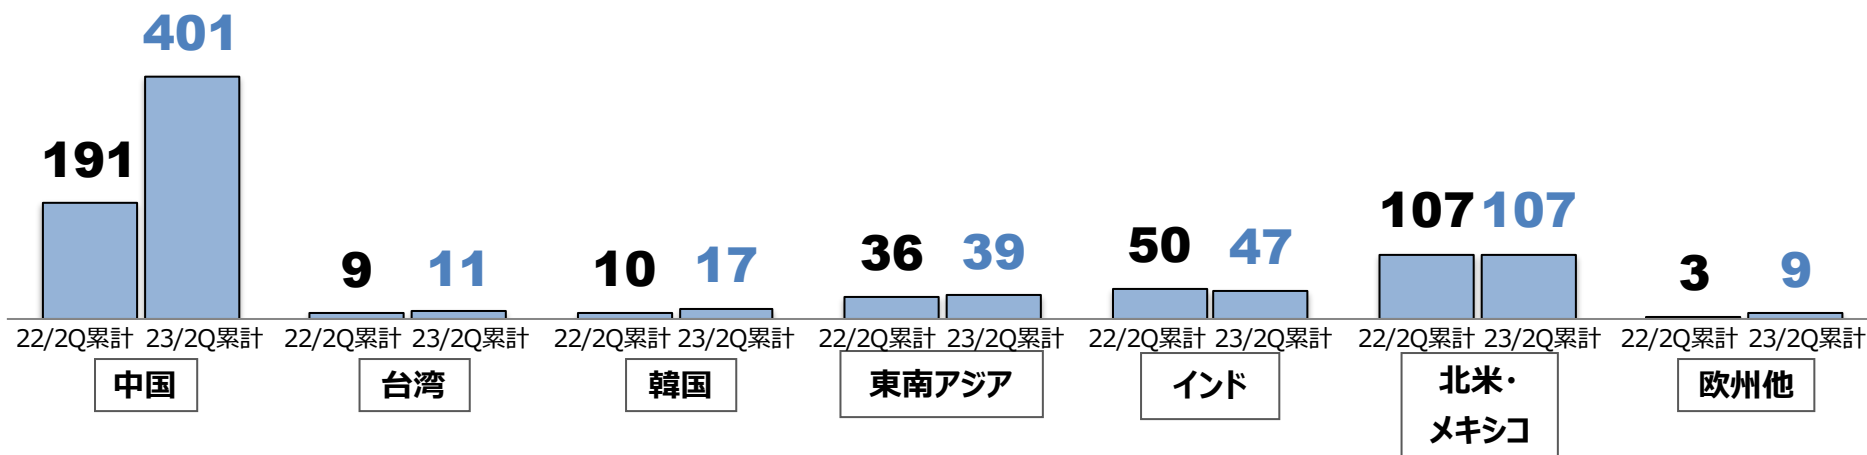 401
191
9
11
10
17
36
39
50
47
107
107
3
9
22/2Q累計 23/2Q累計
22/2Q累計 23/2Q累計
22/2Q累計 23/2Q累計
22/2Q累計 23/2Q累計
22/2Q累計 23/2Q累計
22/2Q累計 23/2Q累計
22/2Q累計 23/2Q累計
中国
台湾
韓国
東南アジア
インド
北米・
メキシコ
欧州他